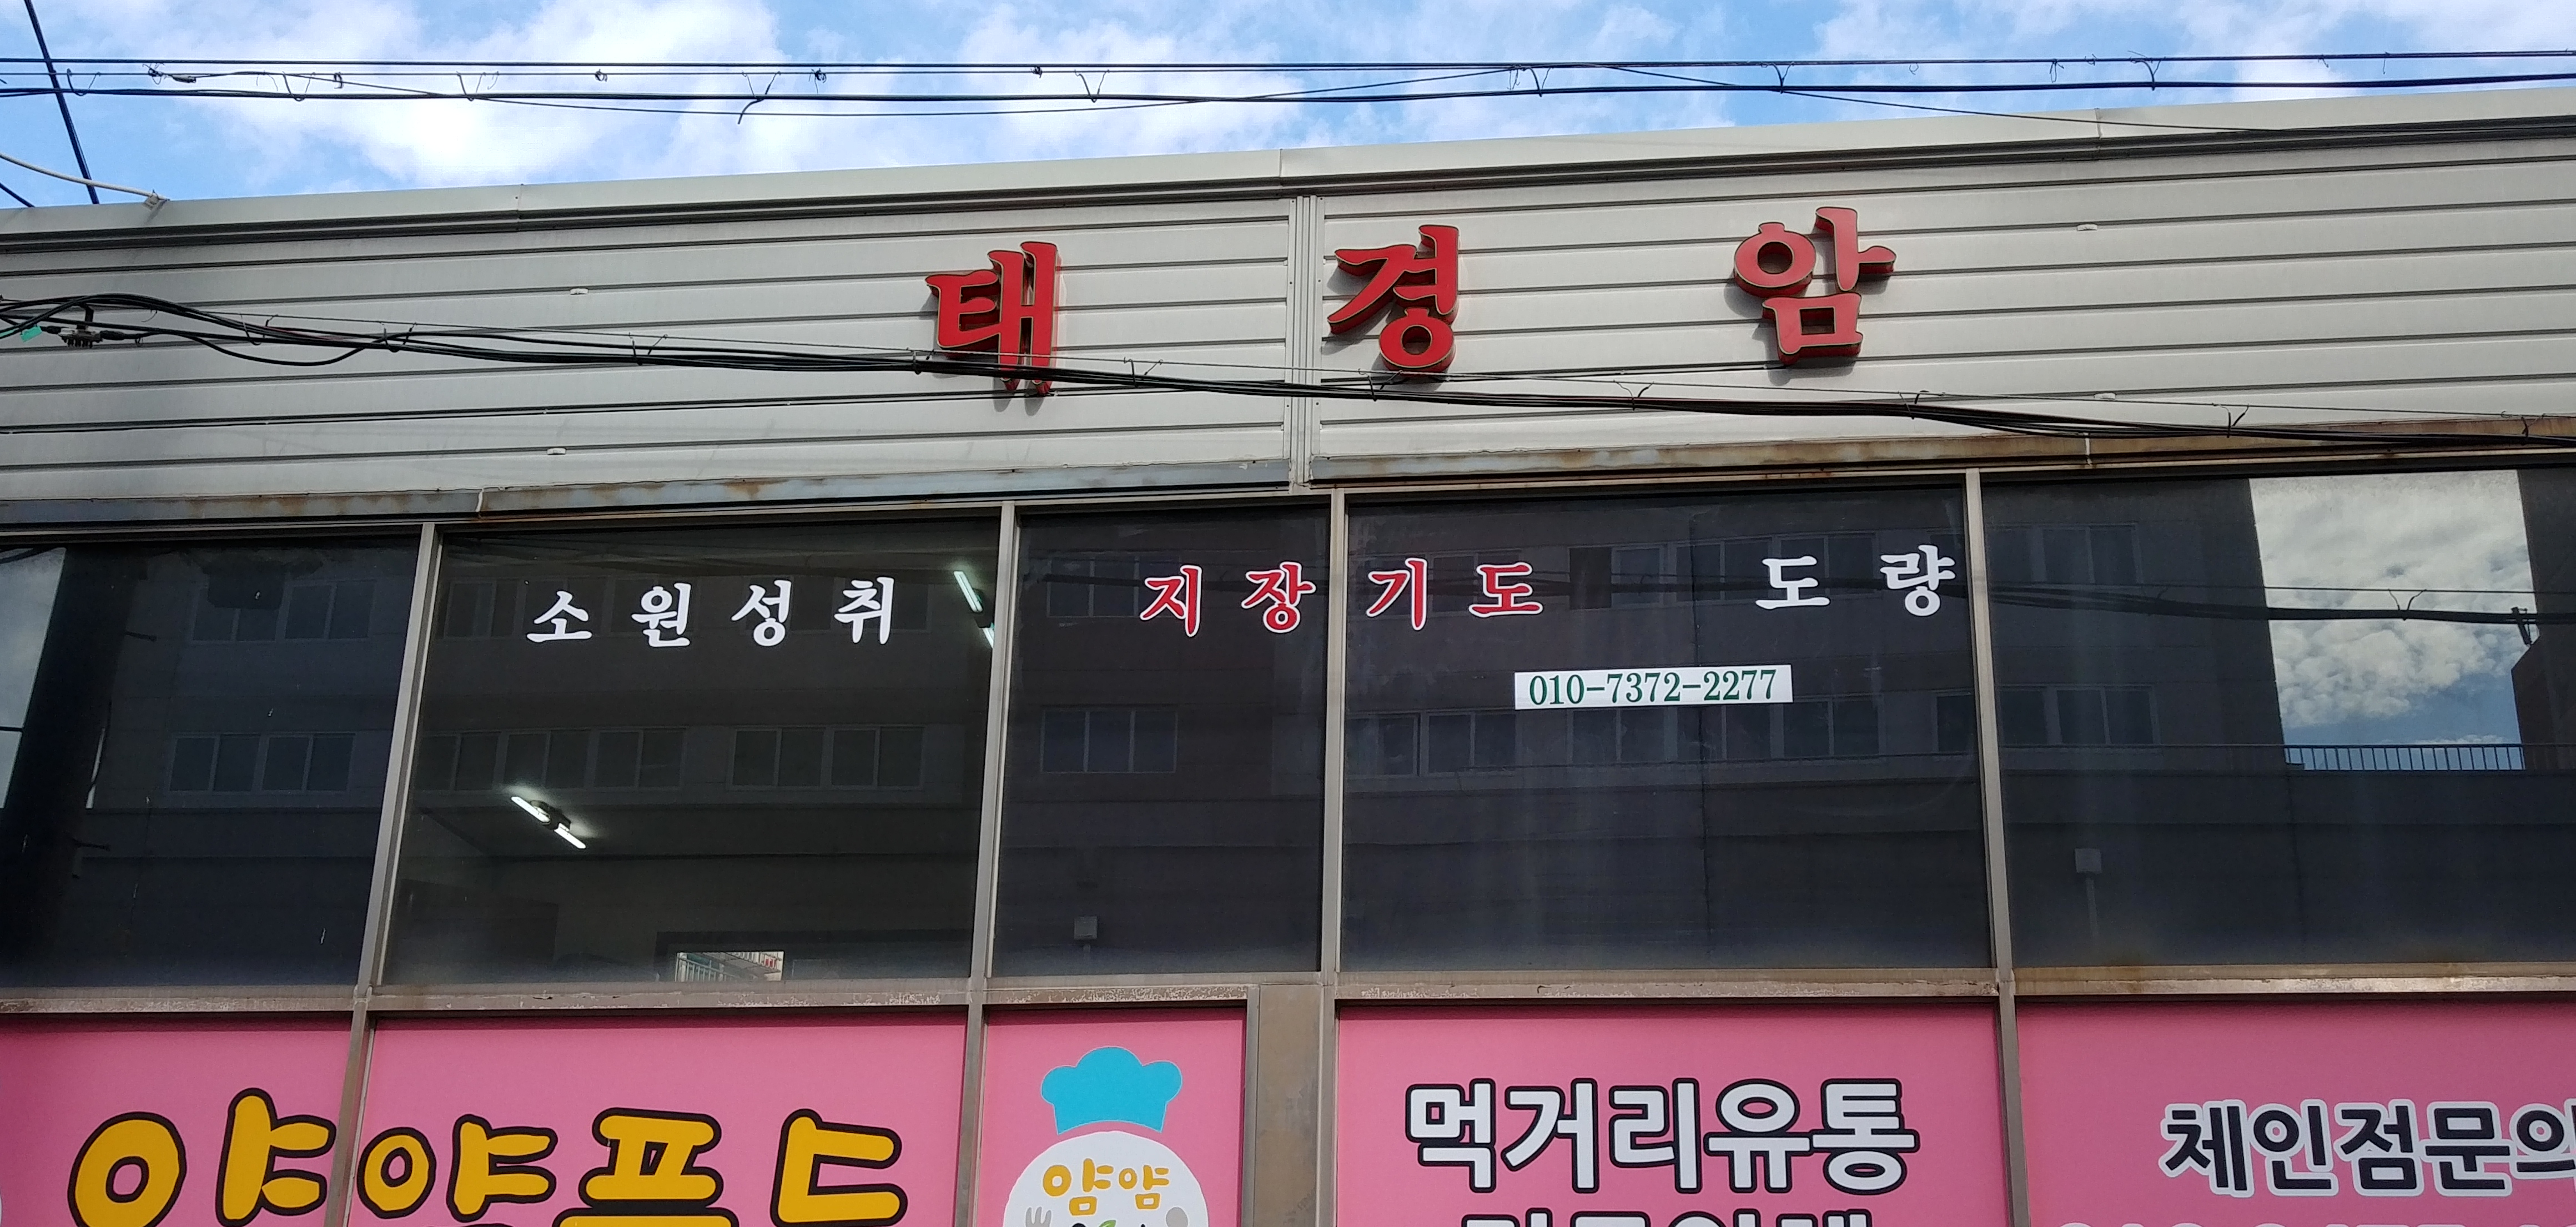 태경암
소원성취 지장기도 도량
010-7372-2277
얌얌푸드
얌얌
먹거리유통
체인점문의